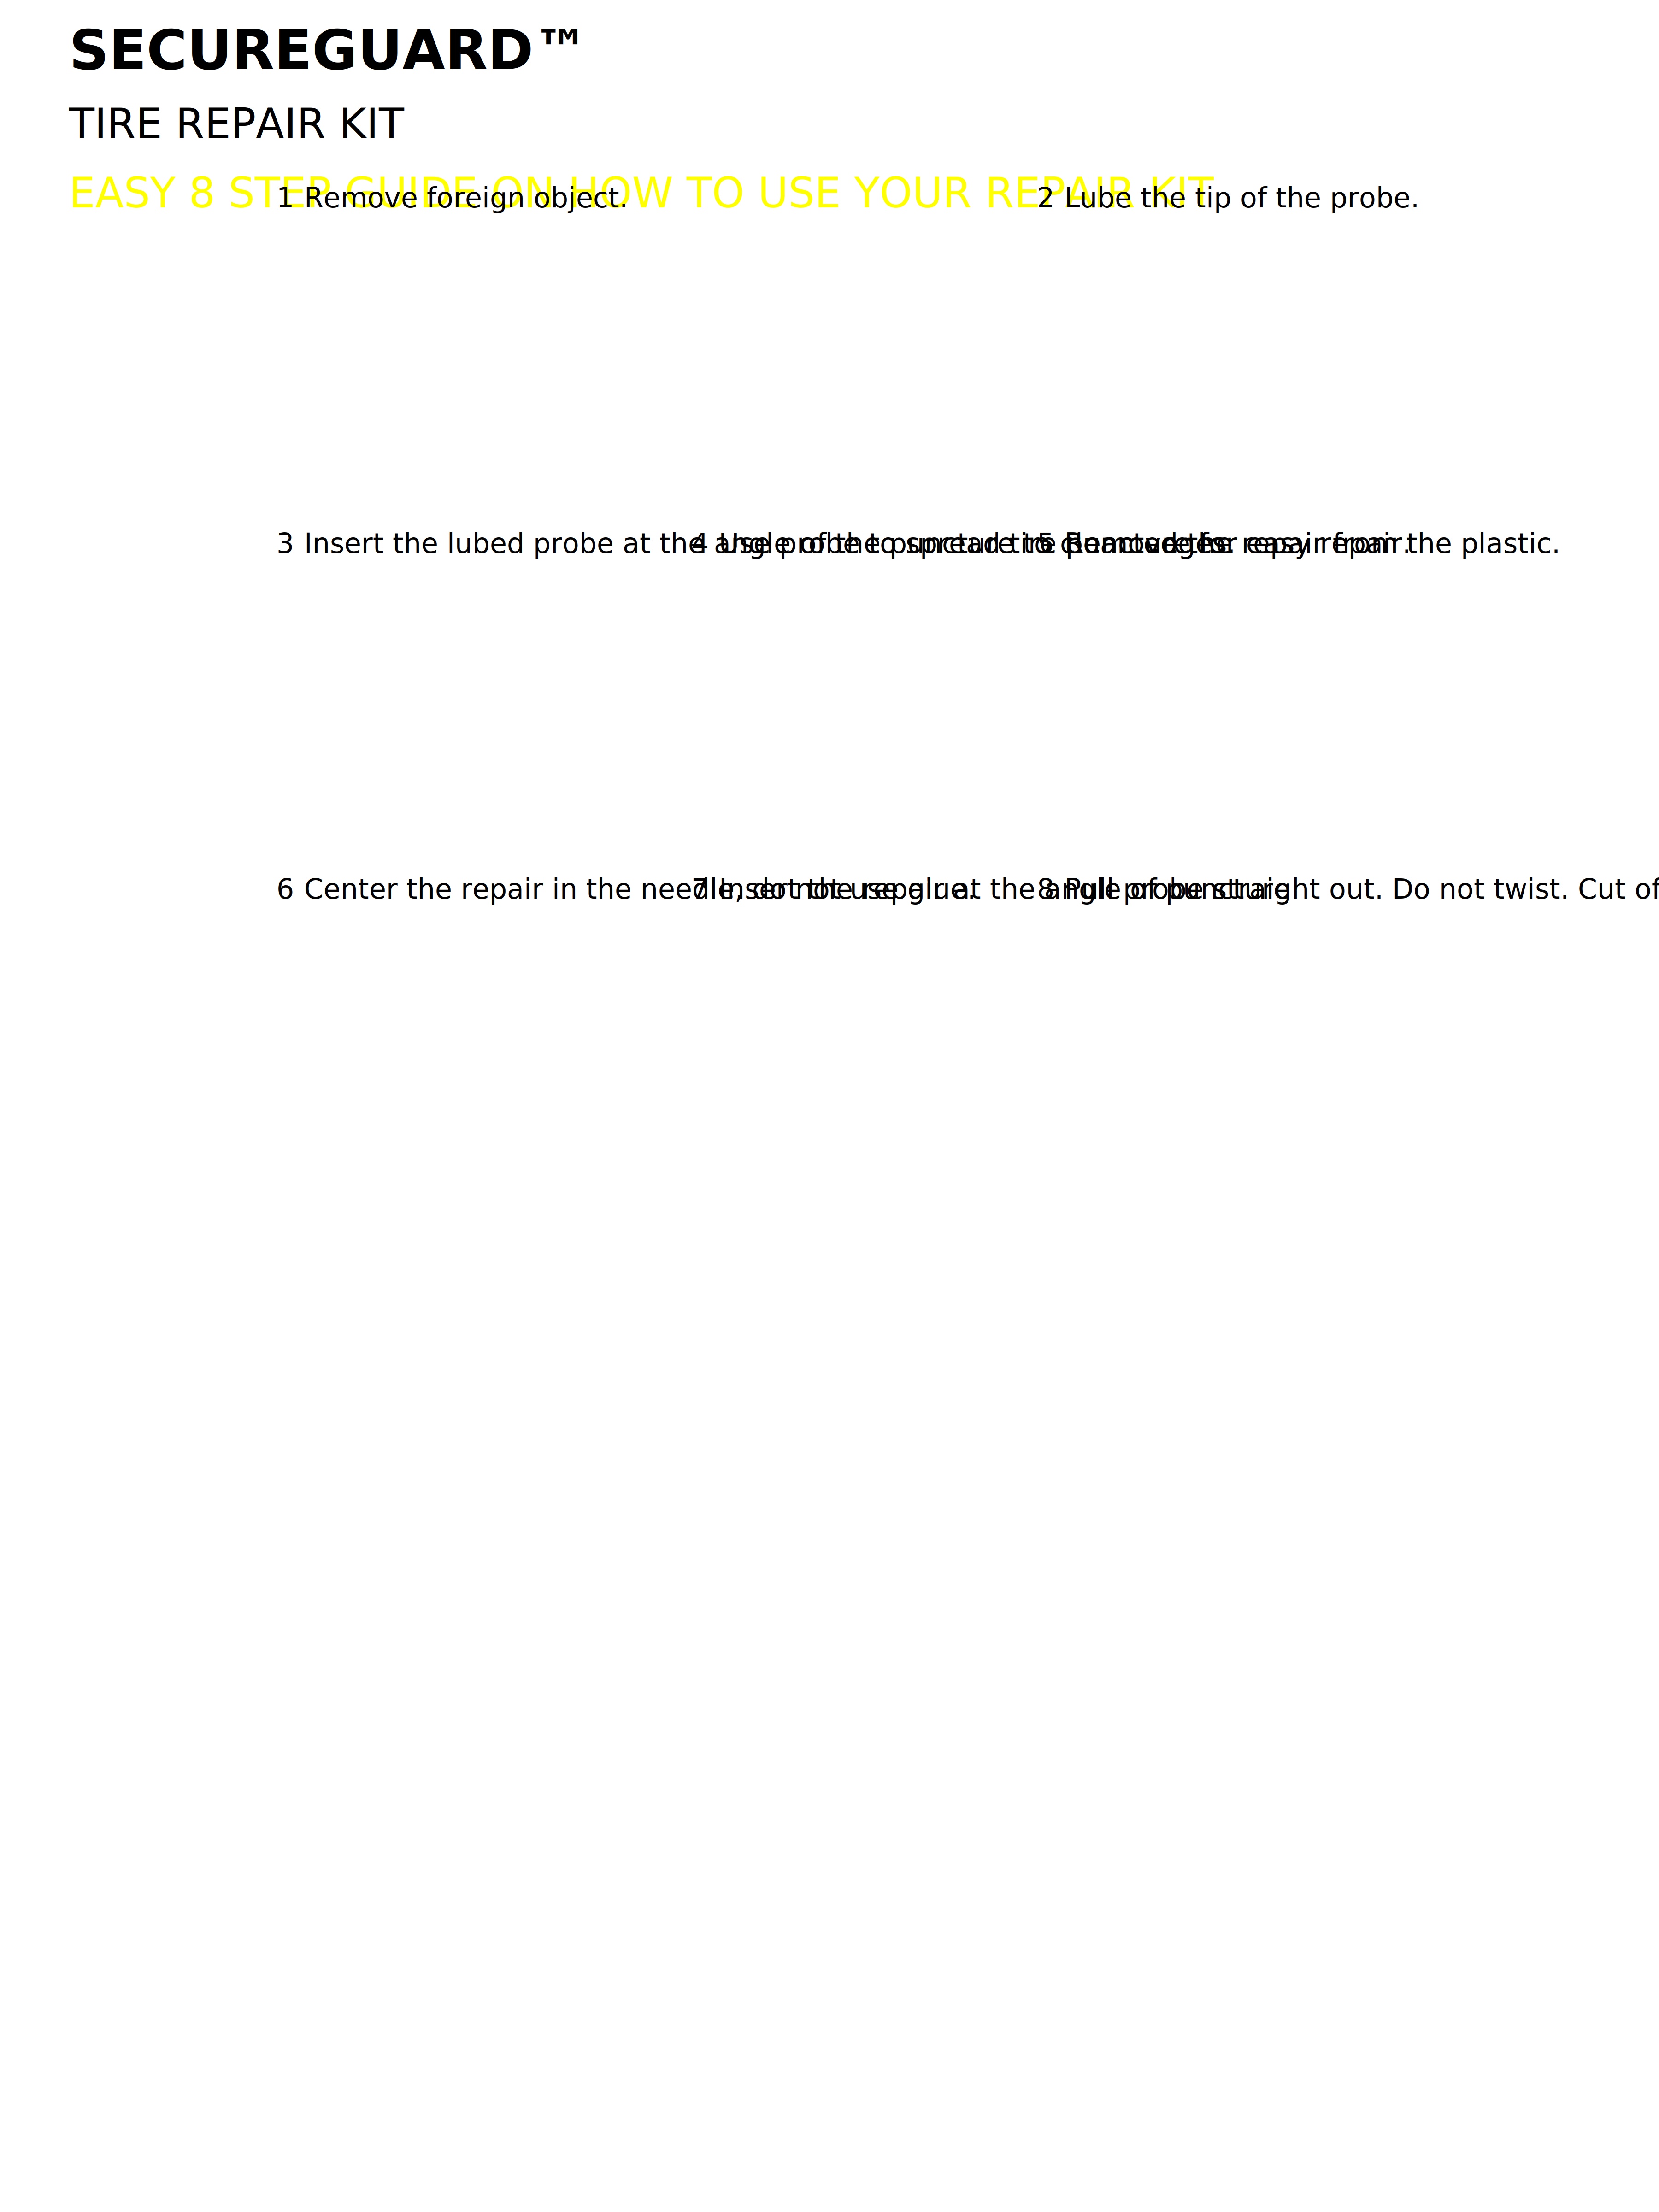 SECUREGUARD™
TIRE REPAIR KIT
EASY 8 STEP GUIDE ON HOW TO USE YOUR REPAIR KIT
1 Remove foreign object.
2 Lube the tip of the probe.
3 Insert the lubed probe at the angle of the puncture to edges.
4 Use probe to spread tire puncture for easy repair.
5 Remove the repair from the plastic.
6 Center the repair in the needle, do not use glue.
7 Insert the repair at the angle of puncture
8 Pull probe straight out. Do not twist. Cut of